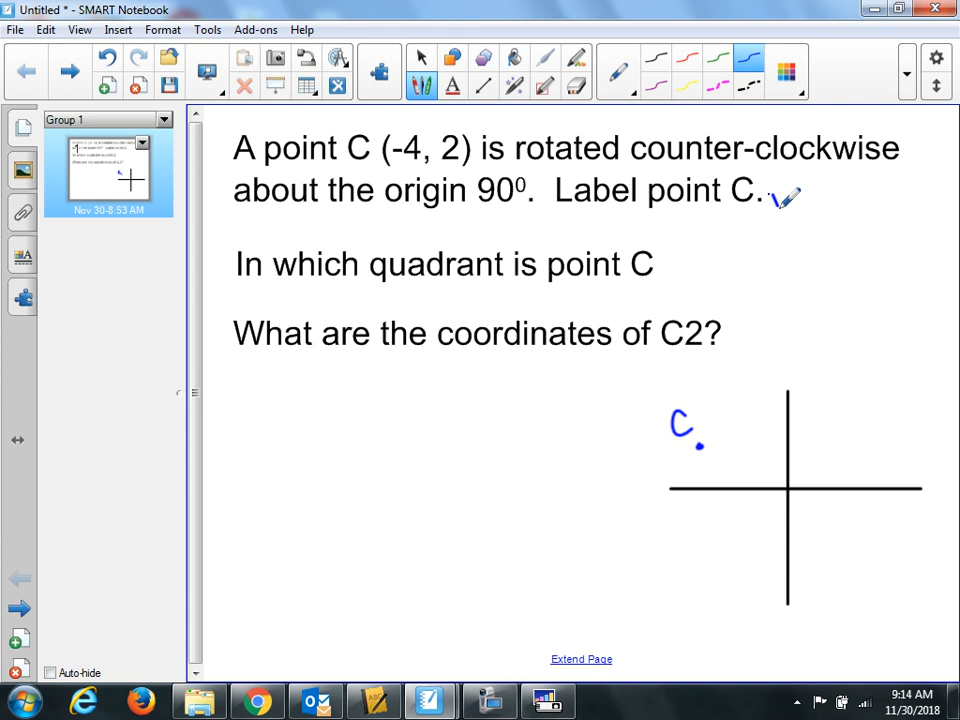 Untitled * - SMART Notebook
File Edit View Insert Format Tools Add-ons Help
Group 1
1
Nov 30-8:53 AM
A point C (-4, 2) is rotated counter-clockwise
about the origin 90⁰. Label point C.
In which quadrant is point C
What are the coordinates of C2?
C
Extend Page
Auto-hide
9:14 AM
11/30/2018